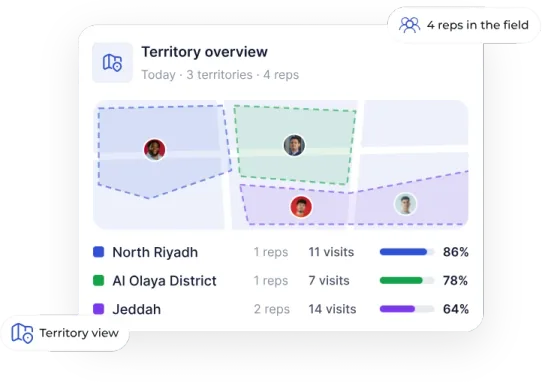 4 reps in the field
Territory overview
Today · 3 territories · 4 reps
North Riyadh 1 reps 11 visits 86%
Al Olaya District 1 reps 7 visits 78%
Jeddah 2 reps 14 visits 64%
Territory view